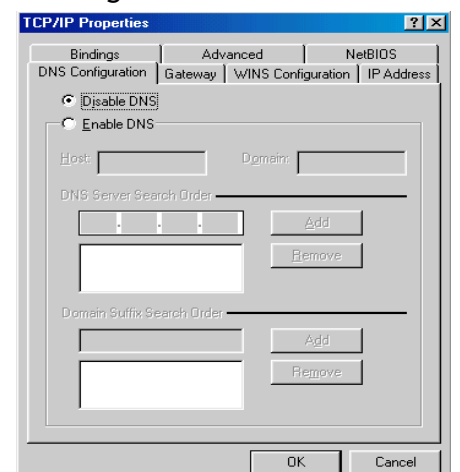 TCP/IP Properties
Bindings Advanced NetBIOS
DNS Configuration Gateway WINS Configuration IP Address
Disable DNS
Enable DNS
Host: Domain:
DNS Server Search Order
Add
Remove
Domain Suffix Search Order
Add
Remove
OK Cancel